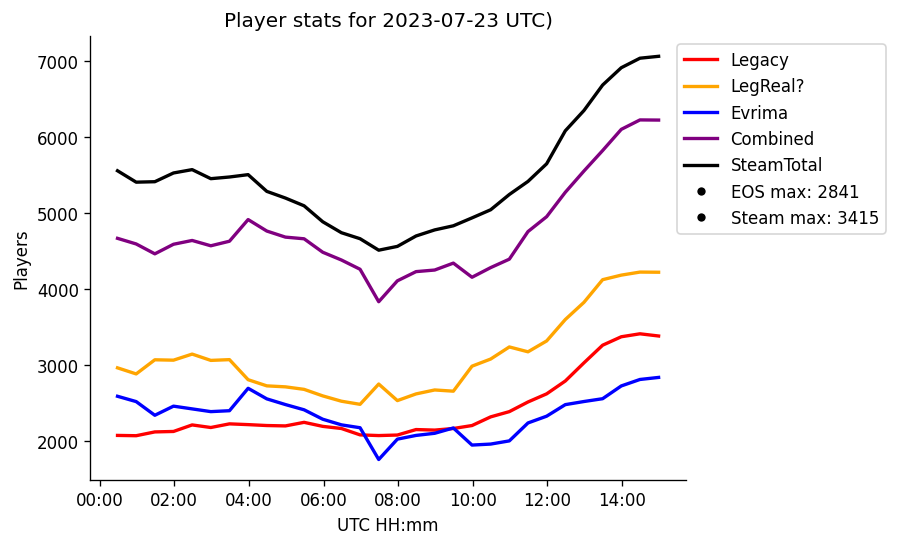 Player stats for 2023-07-23 UTC)
Legacy
LegReal?
Evrima
Combined
SteamTotal
EOS max: 2841
Steam max: 3415
Players
7000
6000
5000
4000
3000
2000
00:00 02:00 04:00 06:00 08:00 10:00 12:00 14:00
UTC HH:mm